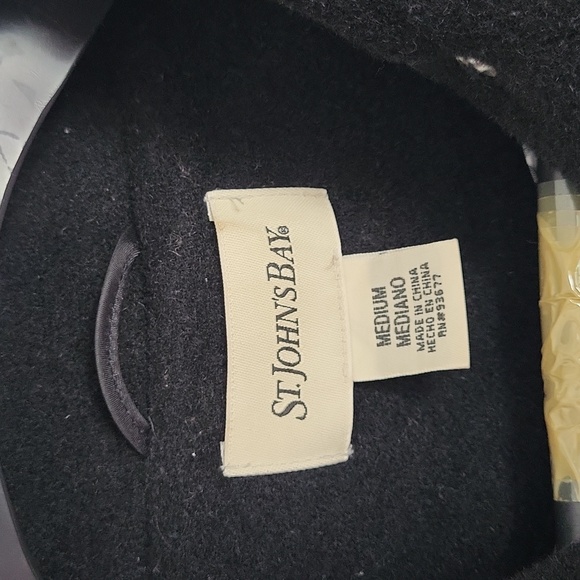 ST. JOHN'S BAY®
MEDIUM
MEDIANO
MADE IN CHINA
HECHO EN CHINA
RN#93677